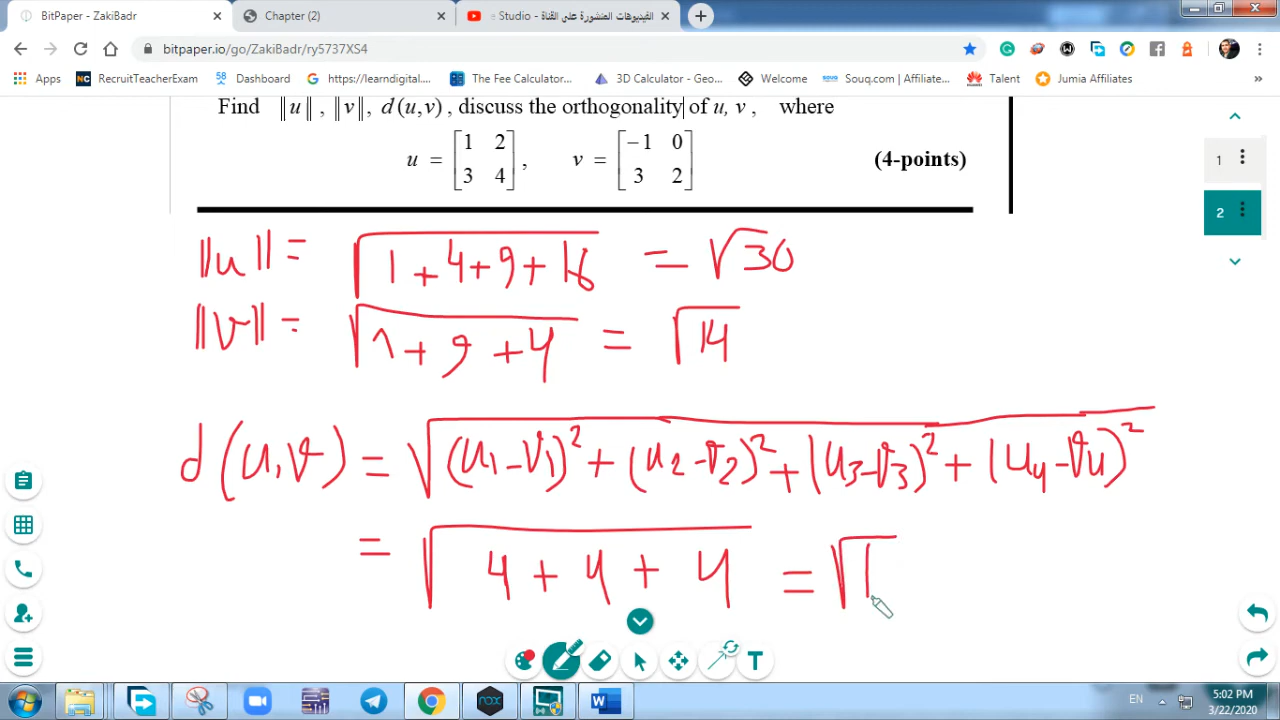 BitPaper - ZakiBadr
Chapter (2)
الفيديوهات المنشورة على القناة - Studio
bitpaper.io/go/ZakiBadr/ry5737XS4
Apps RecruitTeacherExam 58 Dashboard https://learndigital.... The Fee Calculator... 3D Calculator - Geo... Welcome Souq.com | Affiliate... Talent Jumia Affiliates »
Find ‖u‖, ‖v‖, d(u,v), discuss the orthogonality of u, v, where
u = [1 2; 3 4], v = [−1 0; 3 2] (4-points)
1
2
‖u‖ = √(1+4+9+16) = √30
‖v‖ = √(1+9+4) = √14
d(u,v) = √((u1-v1)²+(u2-v2)²+(u3-v3)²+(u4-v4)²)
= √(4+4+4) = √1
T
EN
5:02 PM
3/22/2020